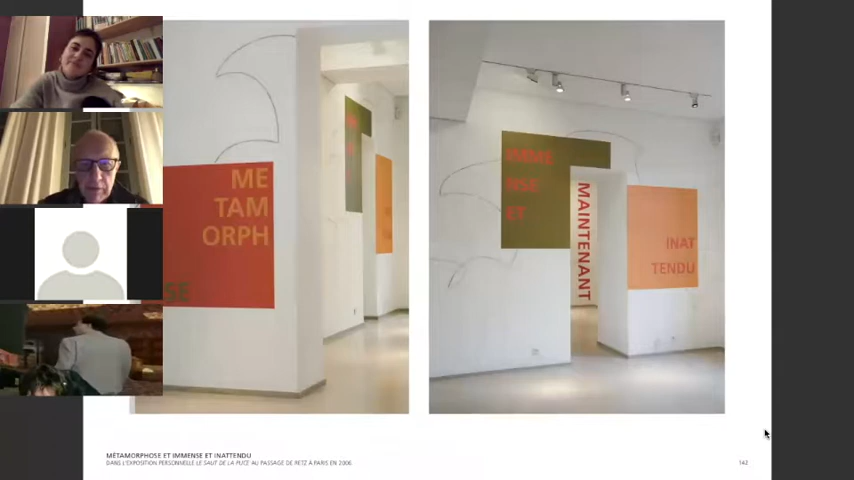 ME
TAM
ORPH
SE
IMME
NSE
ET
MAINTENANT
INAT
TENDU
MÉTAMORPHOSE ET IMMENSE ET INATTENDU
DANS L'EXPOSITION PERSONNELLE LE SAUT DE LA PUCE AU PASSAGE DE RETZ À PARIS EN 2006
142